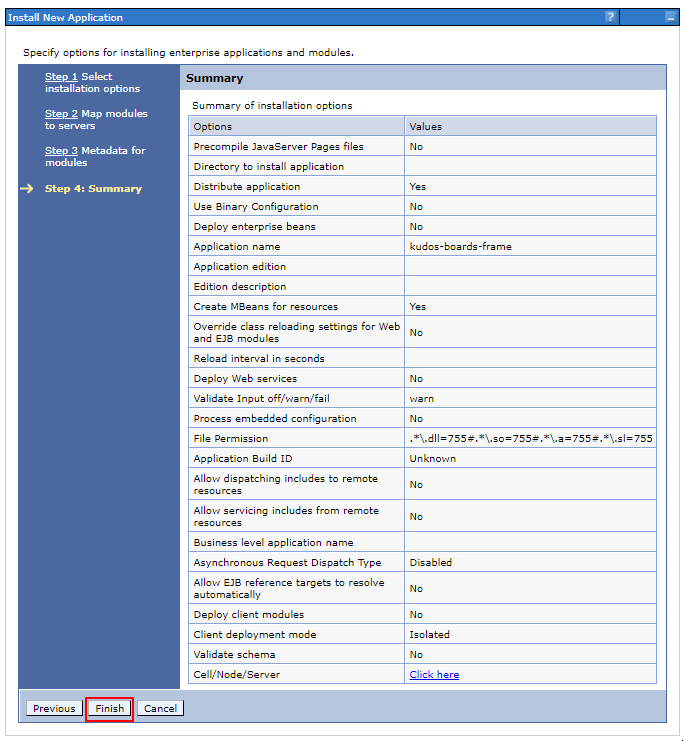 Install New Application
?
Specify options for installing enterprise applications and modules.
Step 1 Select
installation options
Step 2 Map modules
to servers
Step 3 Metadata for
modules
Step 4: Summary
Summary
Summary of installation options
Options Values
Precompile JavaServer Pages files No
Directory to install application
Distribute application Yes
Use Binary Configuration No
Deploy enterprise beans No
Application name kudos-boards-frame
Application edition
Edition description
Create MBeans for resources Yes
Override class reloading settings for Web
and EJB modules No
Reload interval in seconds
Deploy Web services No
Validate Input off/warn/fail warn
Process embedded configuration No
File Permission .*\.dll=755#.*\.so=755#.*\.a=755#.*\.sl=755
Application Build ID Unknown
Allow dispatching includes to remote
resources No
Allow servicing includes from remote
resources No
Business level application name
Asynchronous Request Dispatch Type Disabled
Allow EJB reference targets to resolve
automatically No
Deploy client modules No
Client deployment mode Isolated
Validate schema No
Cell/Node/Server Click here
Previous Finish Cancel